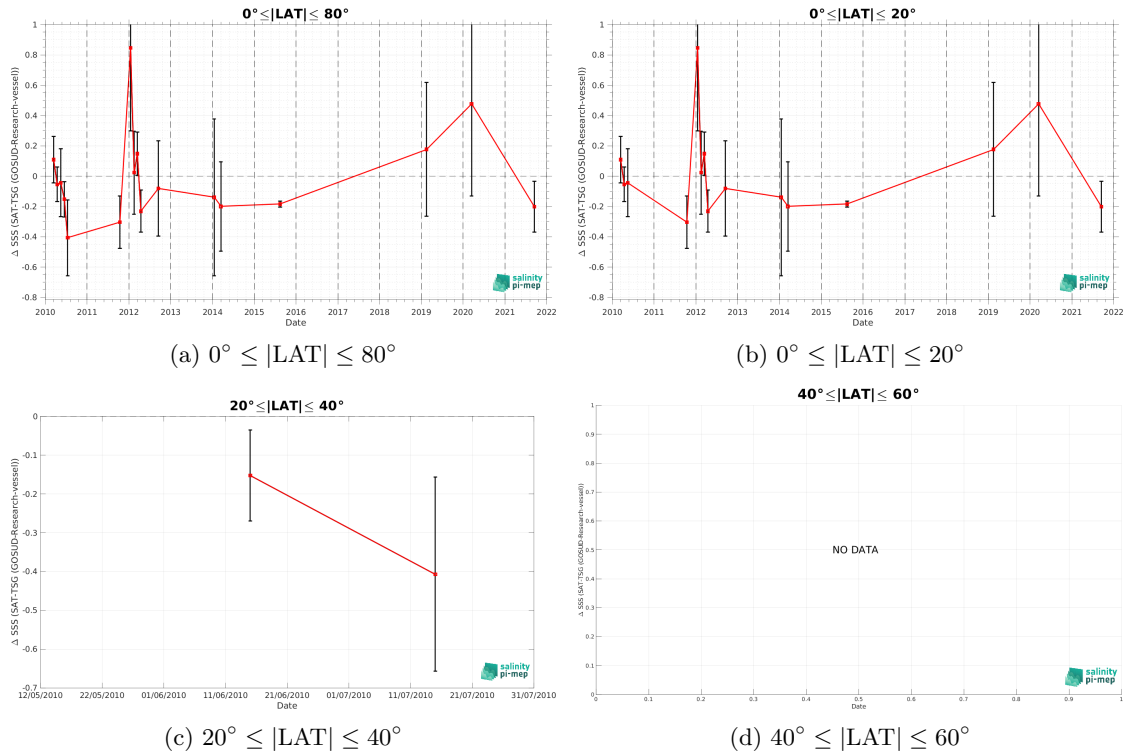 0°≤|LAT|≤ 80°
Δ SSS (SAT-TSG (GOSUD-Research-vessel))
1
0.8
0.6
0.4
0.2
0
-0.2
-0.4
-0.6
-0.8
2010 2011 2012 2013 2014 2015 2016 2017 2018 2019 2020 2021 2022
Date
salinity
pi-mep
(a) 0° ≤ |LAT| ≤ 80°
0°≤|LAT|≤ 20°
Δ SSS (SAT-TSG (GOSUD-Research-vessel))
1
0.8
0.6
0.4
0.2
0
-0.2
-0.4
-0.6
-0.8
2010 2011 2012 2013 2014 2015 2016 2017 2018 2019 2020 2021 2022
Date
salinity
pi-mep
(b) 0° ≤ |LAT| ≤ 20°
20°≤|LAT|≤ 40°
Δ SSS (SAT-TSG (GOSUD-Research-vessel))
0
-0.1
-0.2
-0.3
-0.4
-0.5
-0.6
-0.7
12/05/2010 22/05/2010 01/06/2010 11/06/2010 21/06/2010 01/07/2010 11/07/2010 21/07/2010 31/07/2010
Date
salinity
pi-mep
(c) 20° ≤ |LAT| ≤ 40°
40°≤|LAT|≤ 60°
Δ SSS (SAT-TSG (GOSUD-Research-vessel))
1
0.9
0.8
0.7
0.6
0.5
0.4
0.3
0.2
0.1
0
NO DATA
0 0.1 0.2 0.3 0.4 0.5 0.6 0.7 0.8 0.9 1
Date
salinity
pi-mep
(d) 40° ≤ |LAT| ≤ 60°